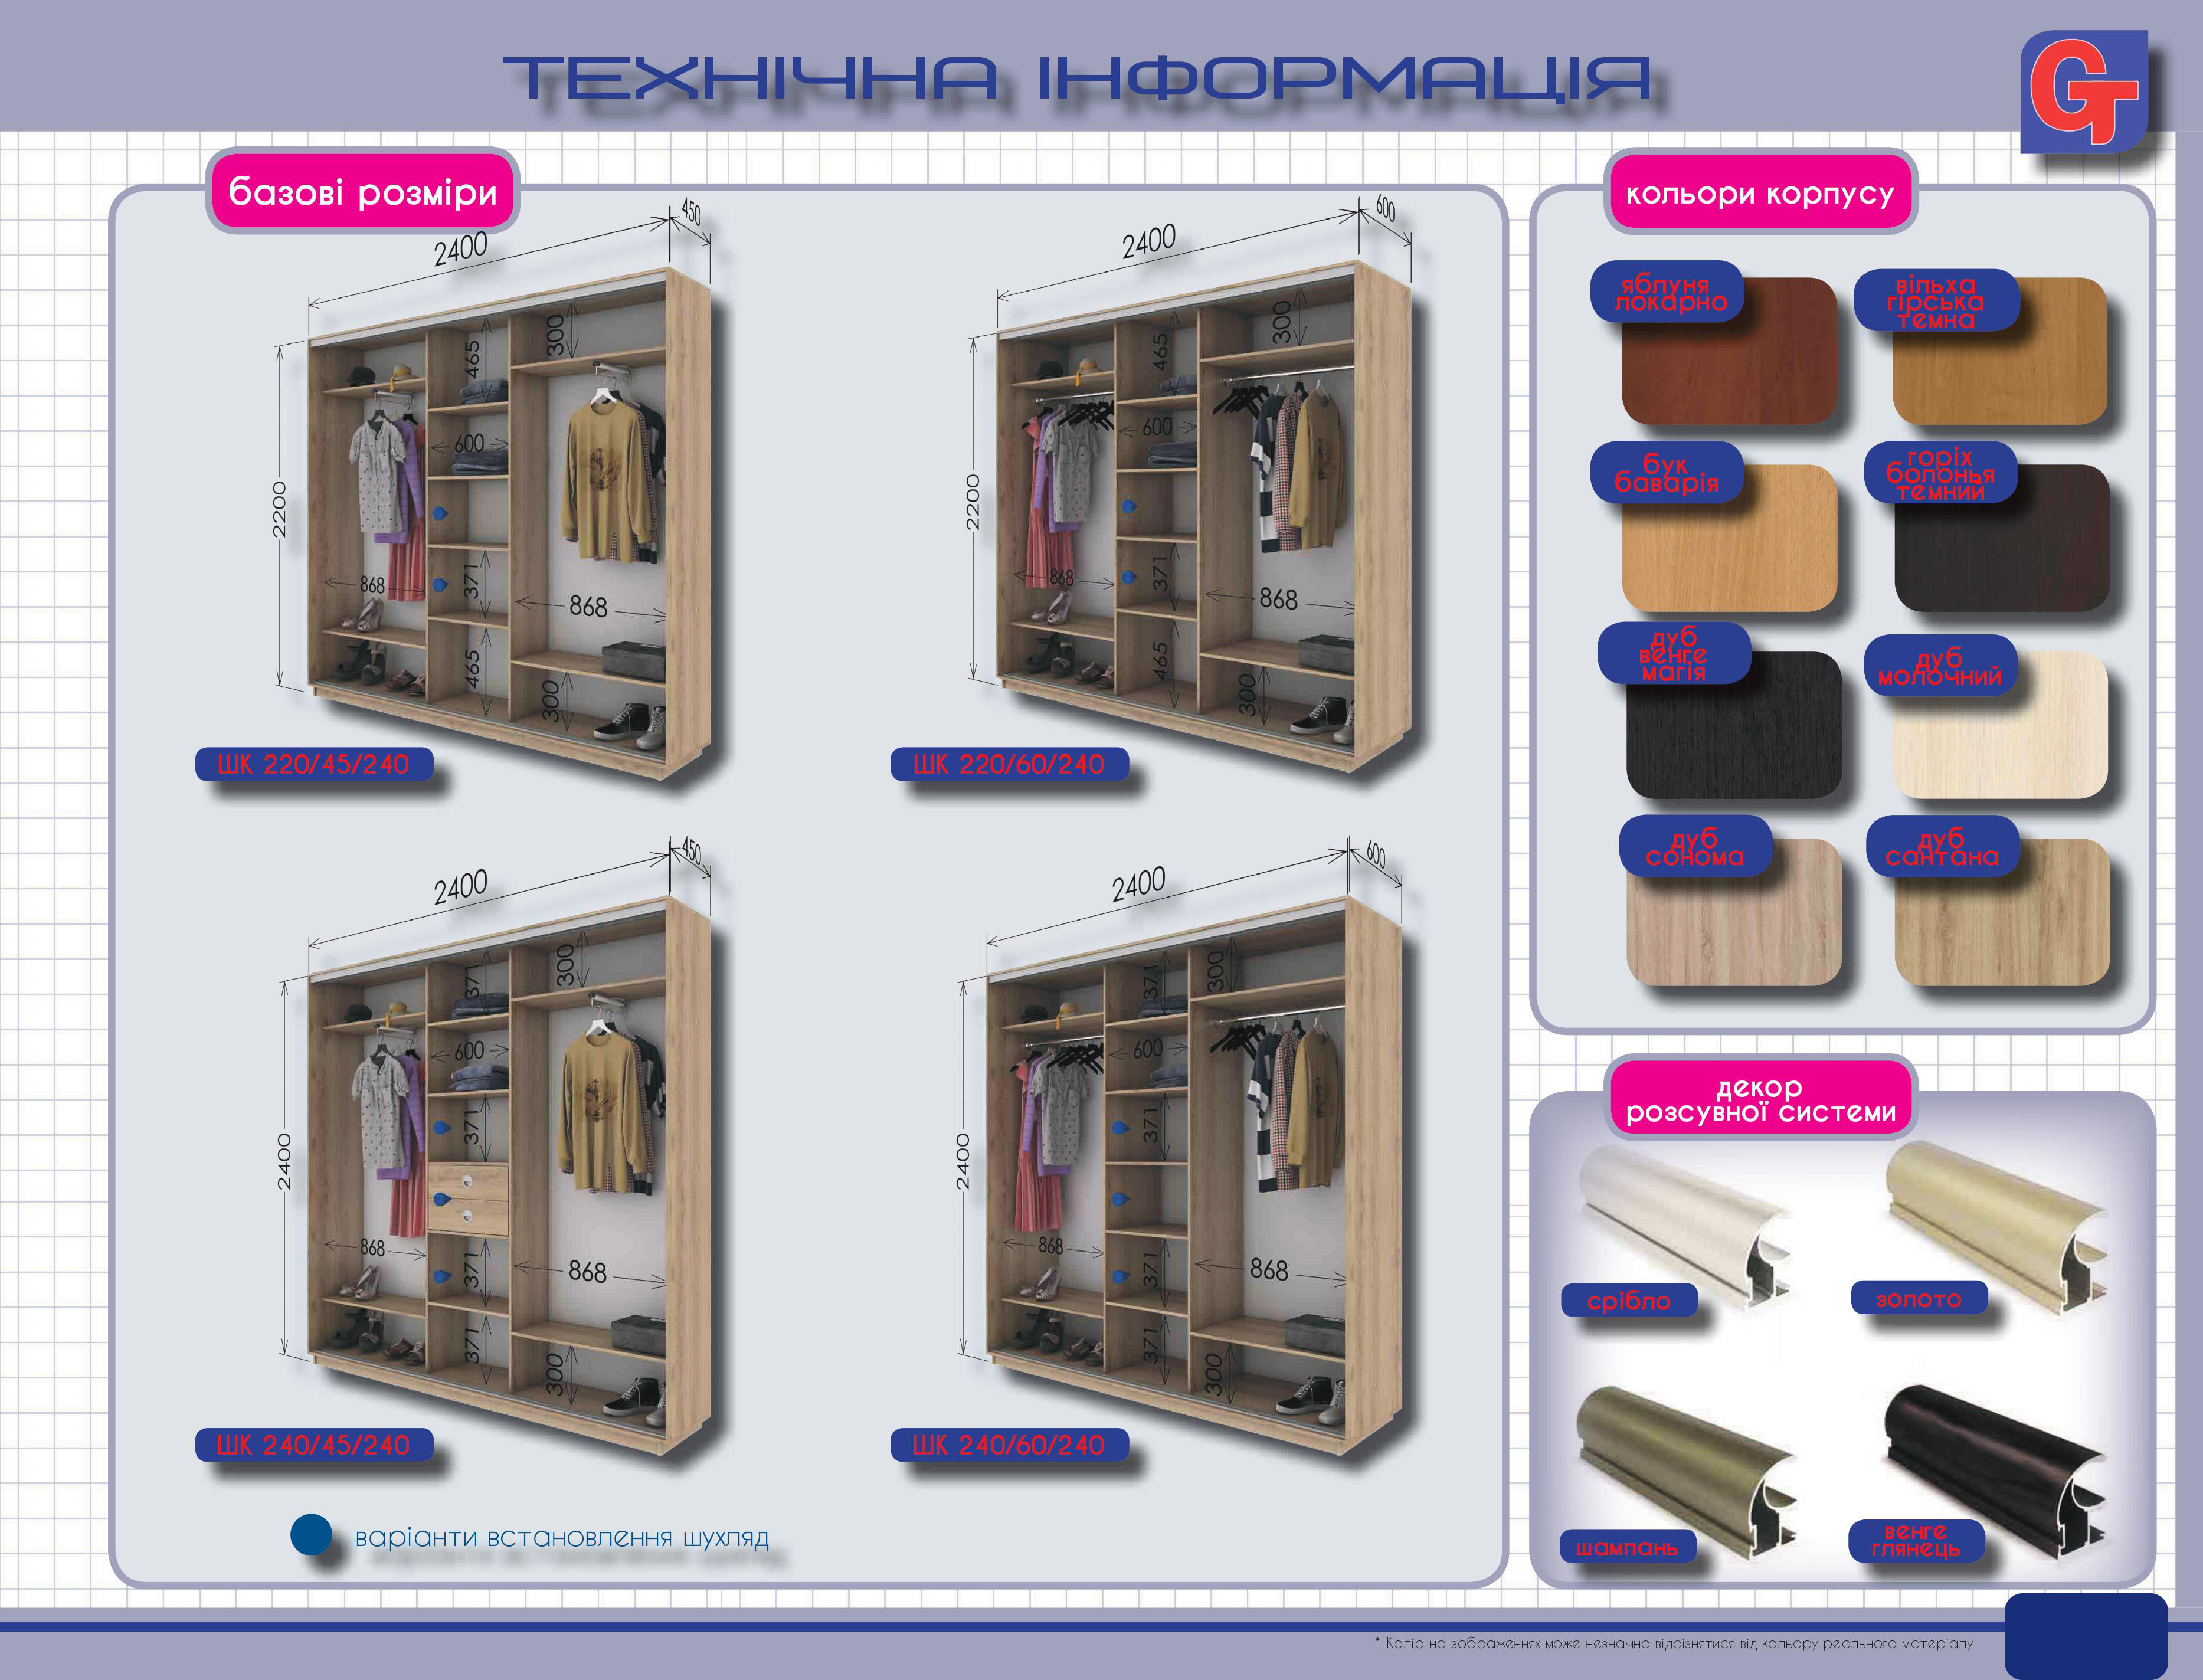 ТЕХНІЧНА ІНФОРМАЦІЯ
GT
базові розміри
2400
450
2200
465
300
600
868
371
868
465
300
ШК 220/45/240
2400
600
2200
465
300
600
868
371
868
465
300
ШК 220/60/240
2400
450
2400
371
300
600
371
868
371
868
371
300
ШК 240/45/240
2400
600
2400
371
300
600
371
868
371
868
371
300
ШК 240/60/240
варіанти встановлення шухляд
кольори корпусу
яблуня
локарно
вільха
гірська
темна
бук
баварія
горіх
болонья
темний
дуб
венге
магія
дуб
молочний
дуб
сонома
дуб
сантана
декор
розсувної системи
срібло
золото
шампань
венге
глянець
* Колір на зображеннях може незначно відрізнятися від кольору реального матеріалу